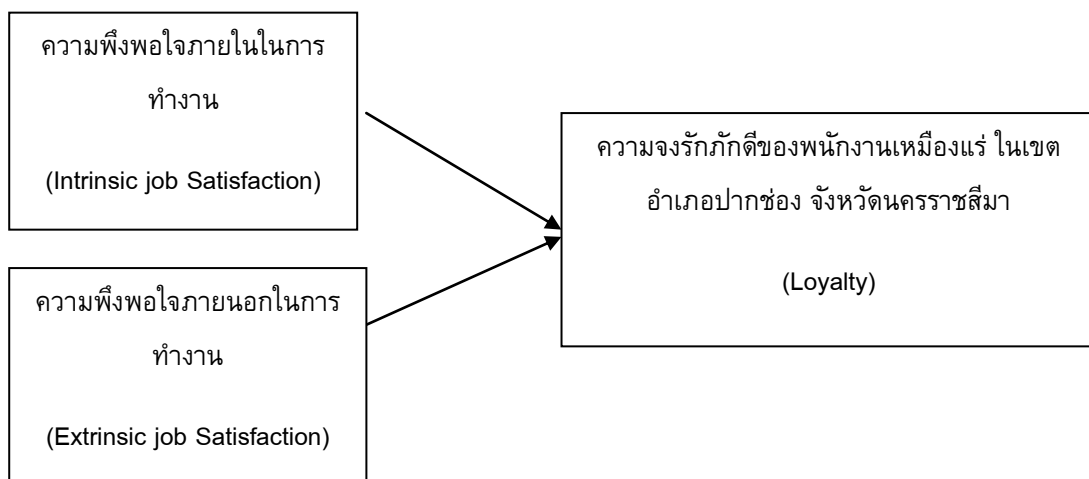 ความพึงพอใจภายในในการ
ทำงาน
(Intrinsic job Satisfaction)
ความพึงพอใจภายนอกในการ
ทำงาน
(Extrinsic job Satisfaction)
ความจงรักภักดีของพนักงานเหมืองแร่ ในเขต
อำเภอปากช่อง จังหวัดนครราชสีมา
(Loyalty)